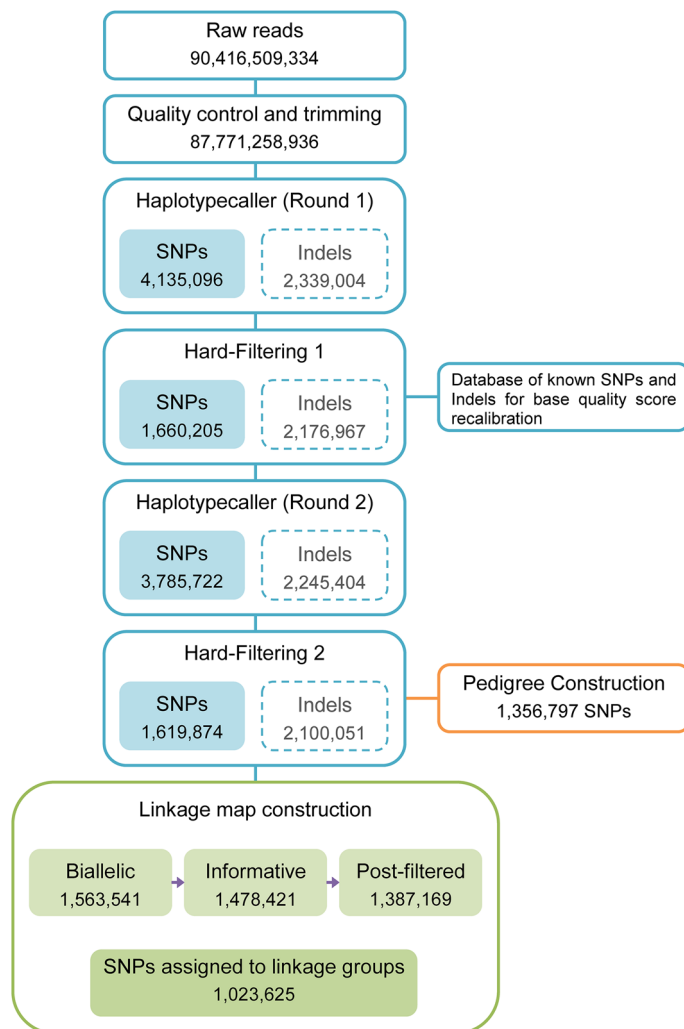 Raw reads
90,416,509,334
Quality control and trimming
87,771,258,936
Haplotypecaller (Round 1)
SNPs
4,135,096
Indels
2,339,004
Hard-Filtering 1
SNPs
1,660,205
Indels
2,176,967
Database of known SNPs and
Indels for base quality score
recalibration
Haplotypecaller (Round 2)
SNPs
3,785,722
Indels
2,245,404
Hard-Filtering 2
SNPs
1,619,874
Indels
2,100,051
Pedigree Construction
1,356,797 SNPs
Linkage map construction
Biallelic
1,563,541
Informative
1,478,421
Post-filtered
1,387,169
SNPs assigned to linkage groups
1,023,625